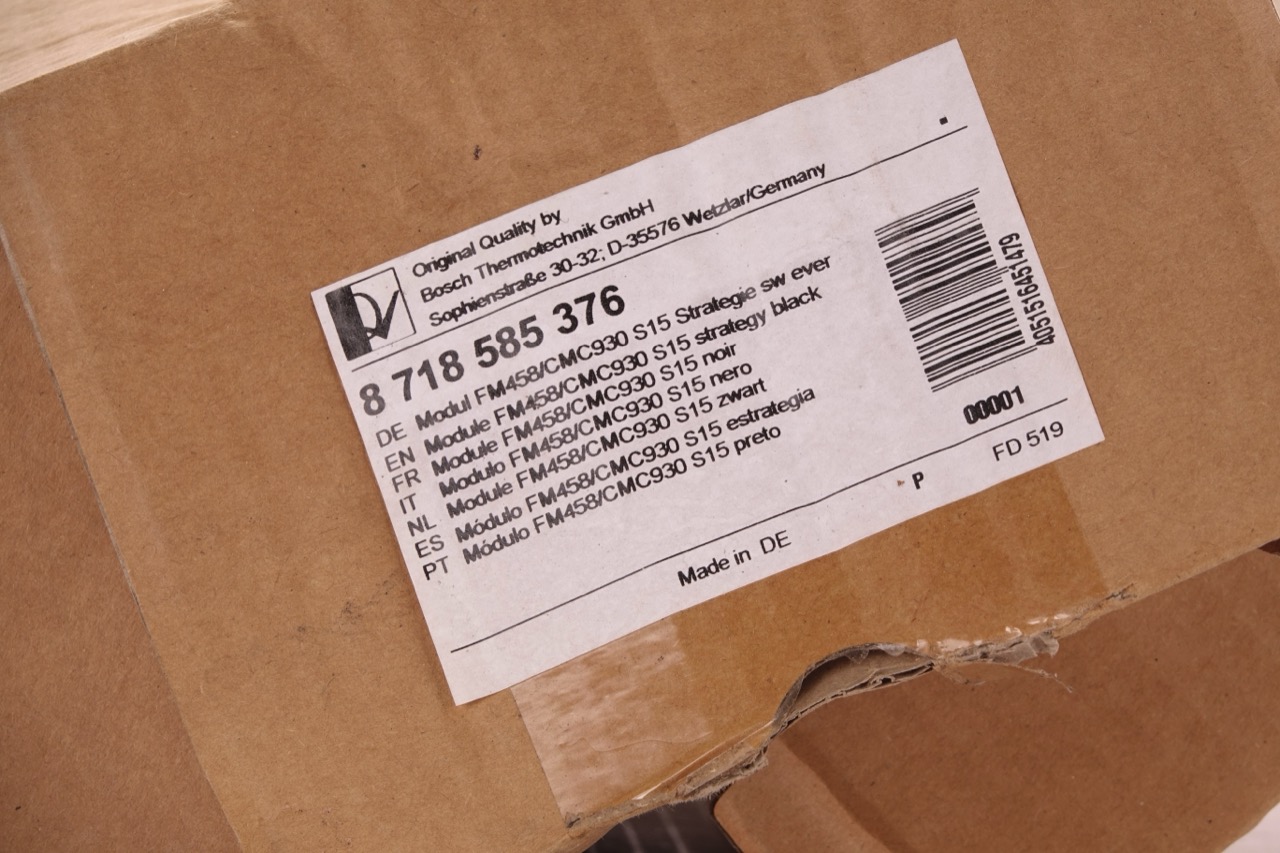 Original Quality by
Bosch Thermotechnik GmbH
Sophienstraße 30-32; D-35576 Wetzlar/Germany
8 718 585 376
DE Modul FM458/CMC930 S15 Strategie sw ever
EN Module FM458/CMC930 S15 strategy black
FR Module FM458/CMC930 S15 noir
IT Modulo FM458/CMC930 S15 nero
NL Module FM458/CMC930 S15 zwart
ES Módulo FM458/CMC930 S15 estrategia
PT Módulo FM458/CMC930 S15 preto
4051516451479
00001
P
FD 519
Made in DE